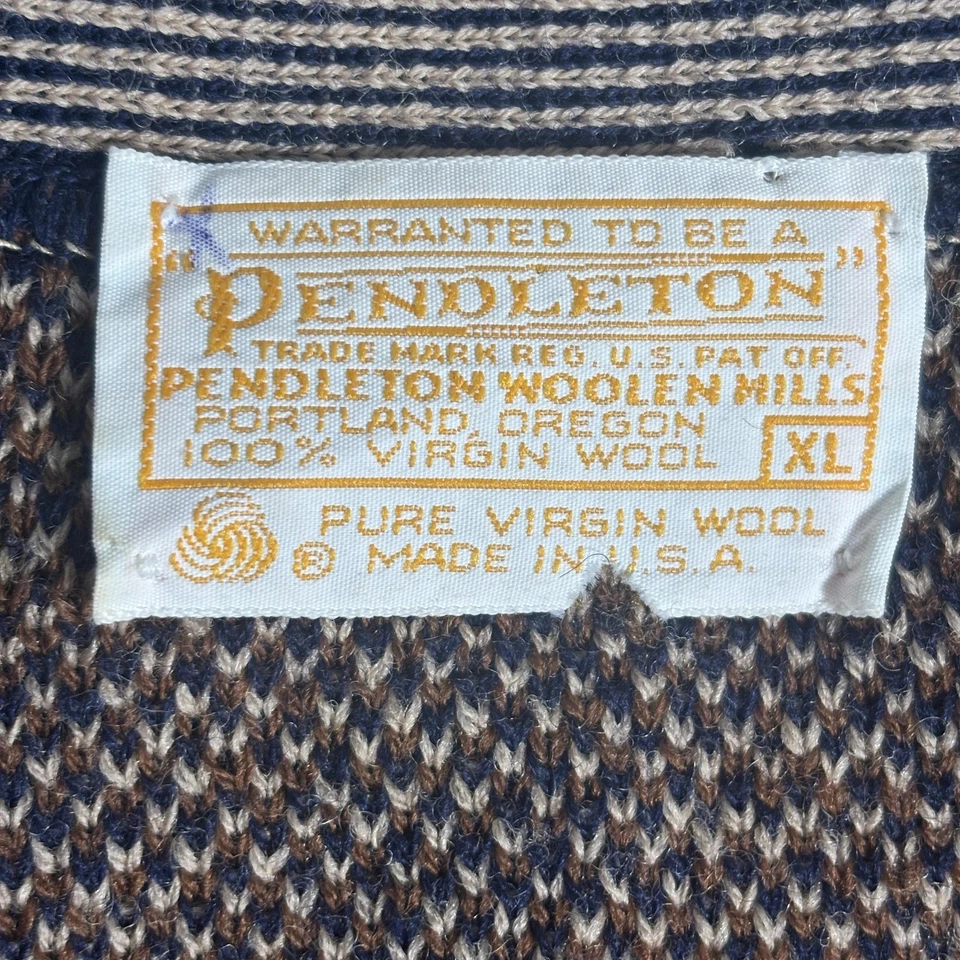 WARRANTED TO BE A
"PENDLETON"
TRADE MARK REG. U.S. PAT OFF.
PENDLETON WOOLEN MILLS
PORTLAND, OREGON
100% VIRGIN WOOL
XL
PURE VIRGIN WOOL
® MADE IN U.S.A.